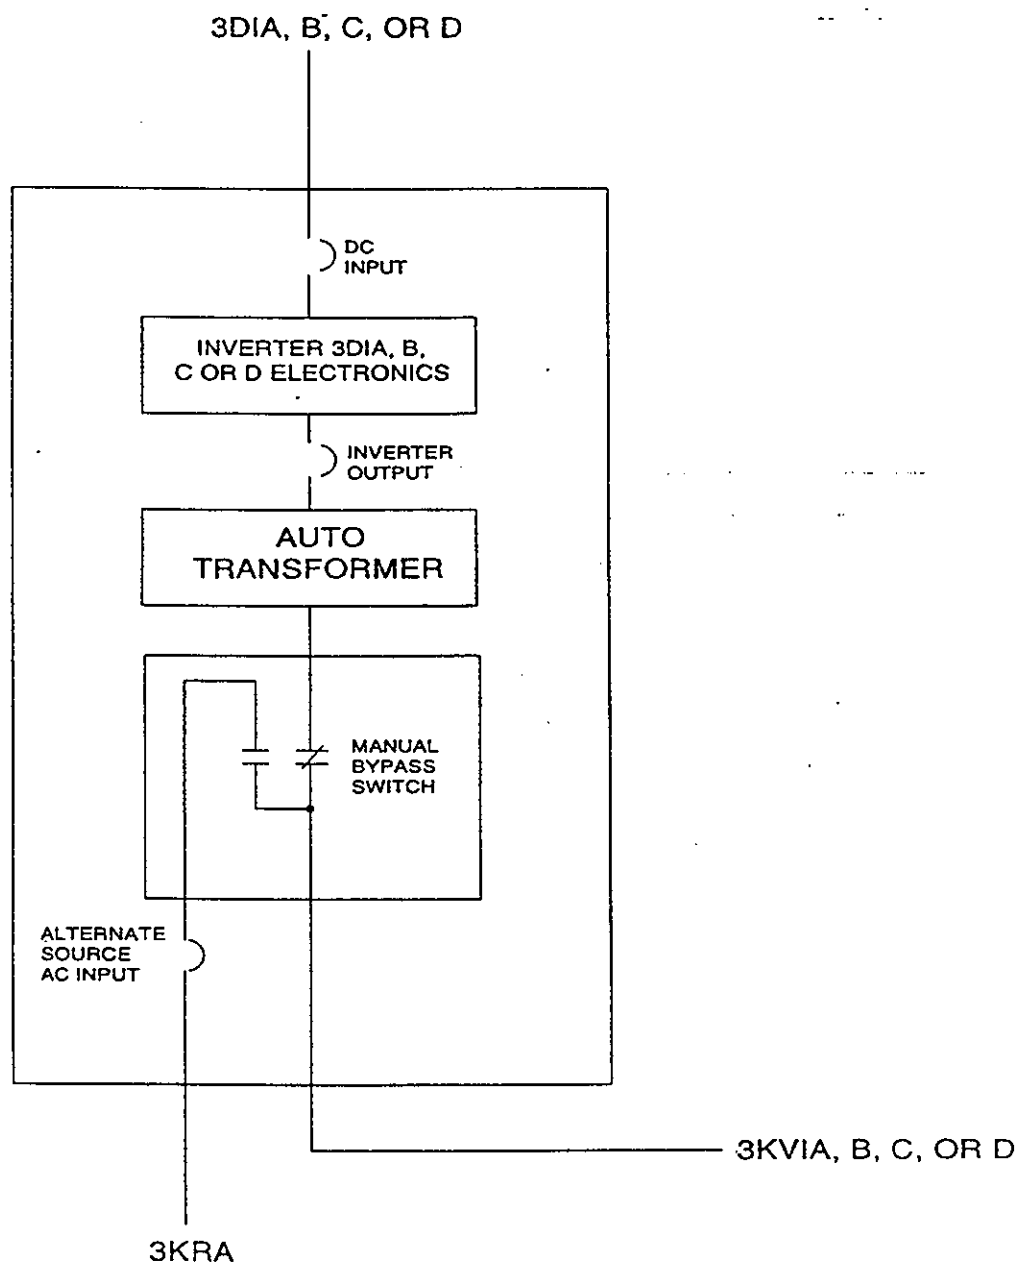 3DIA, B, C, OR D
DC
INPUT
INVERTER 3DIA, B,
C OR D ELECTRONICS
INVERTER
OUTPUT
AUTO
TRANSFORMER
MANUAL
BYPASS
SWITCH
ALTERNATE
SOURCE
AC INPUT
3KVIA, B, C, OR D
3KRA